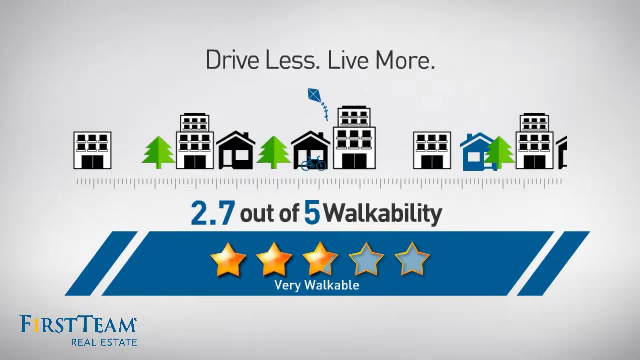 Drive Less. Live More.
2.7 out of 5 Walkability
Very Walkable
FIRSTTEAM®
REAL ESTATE